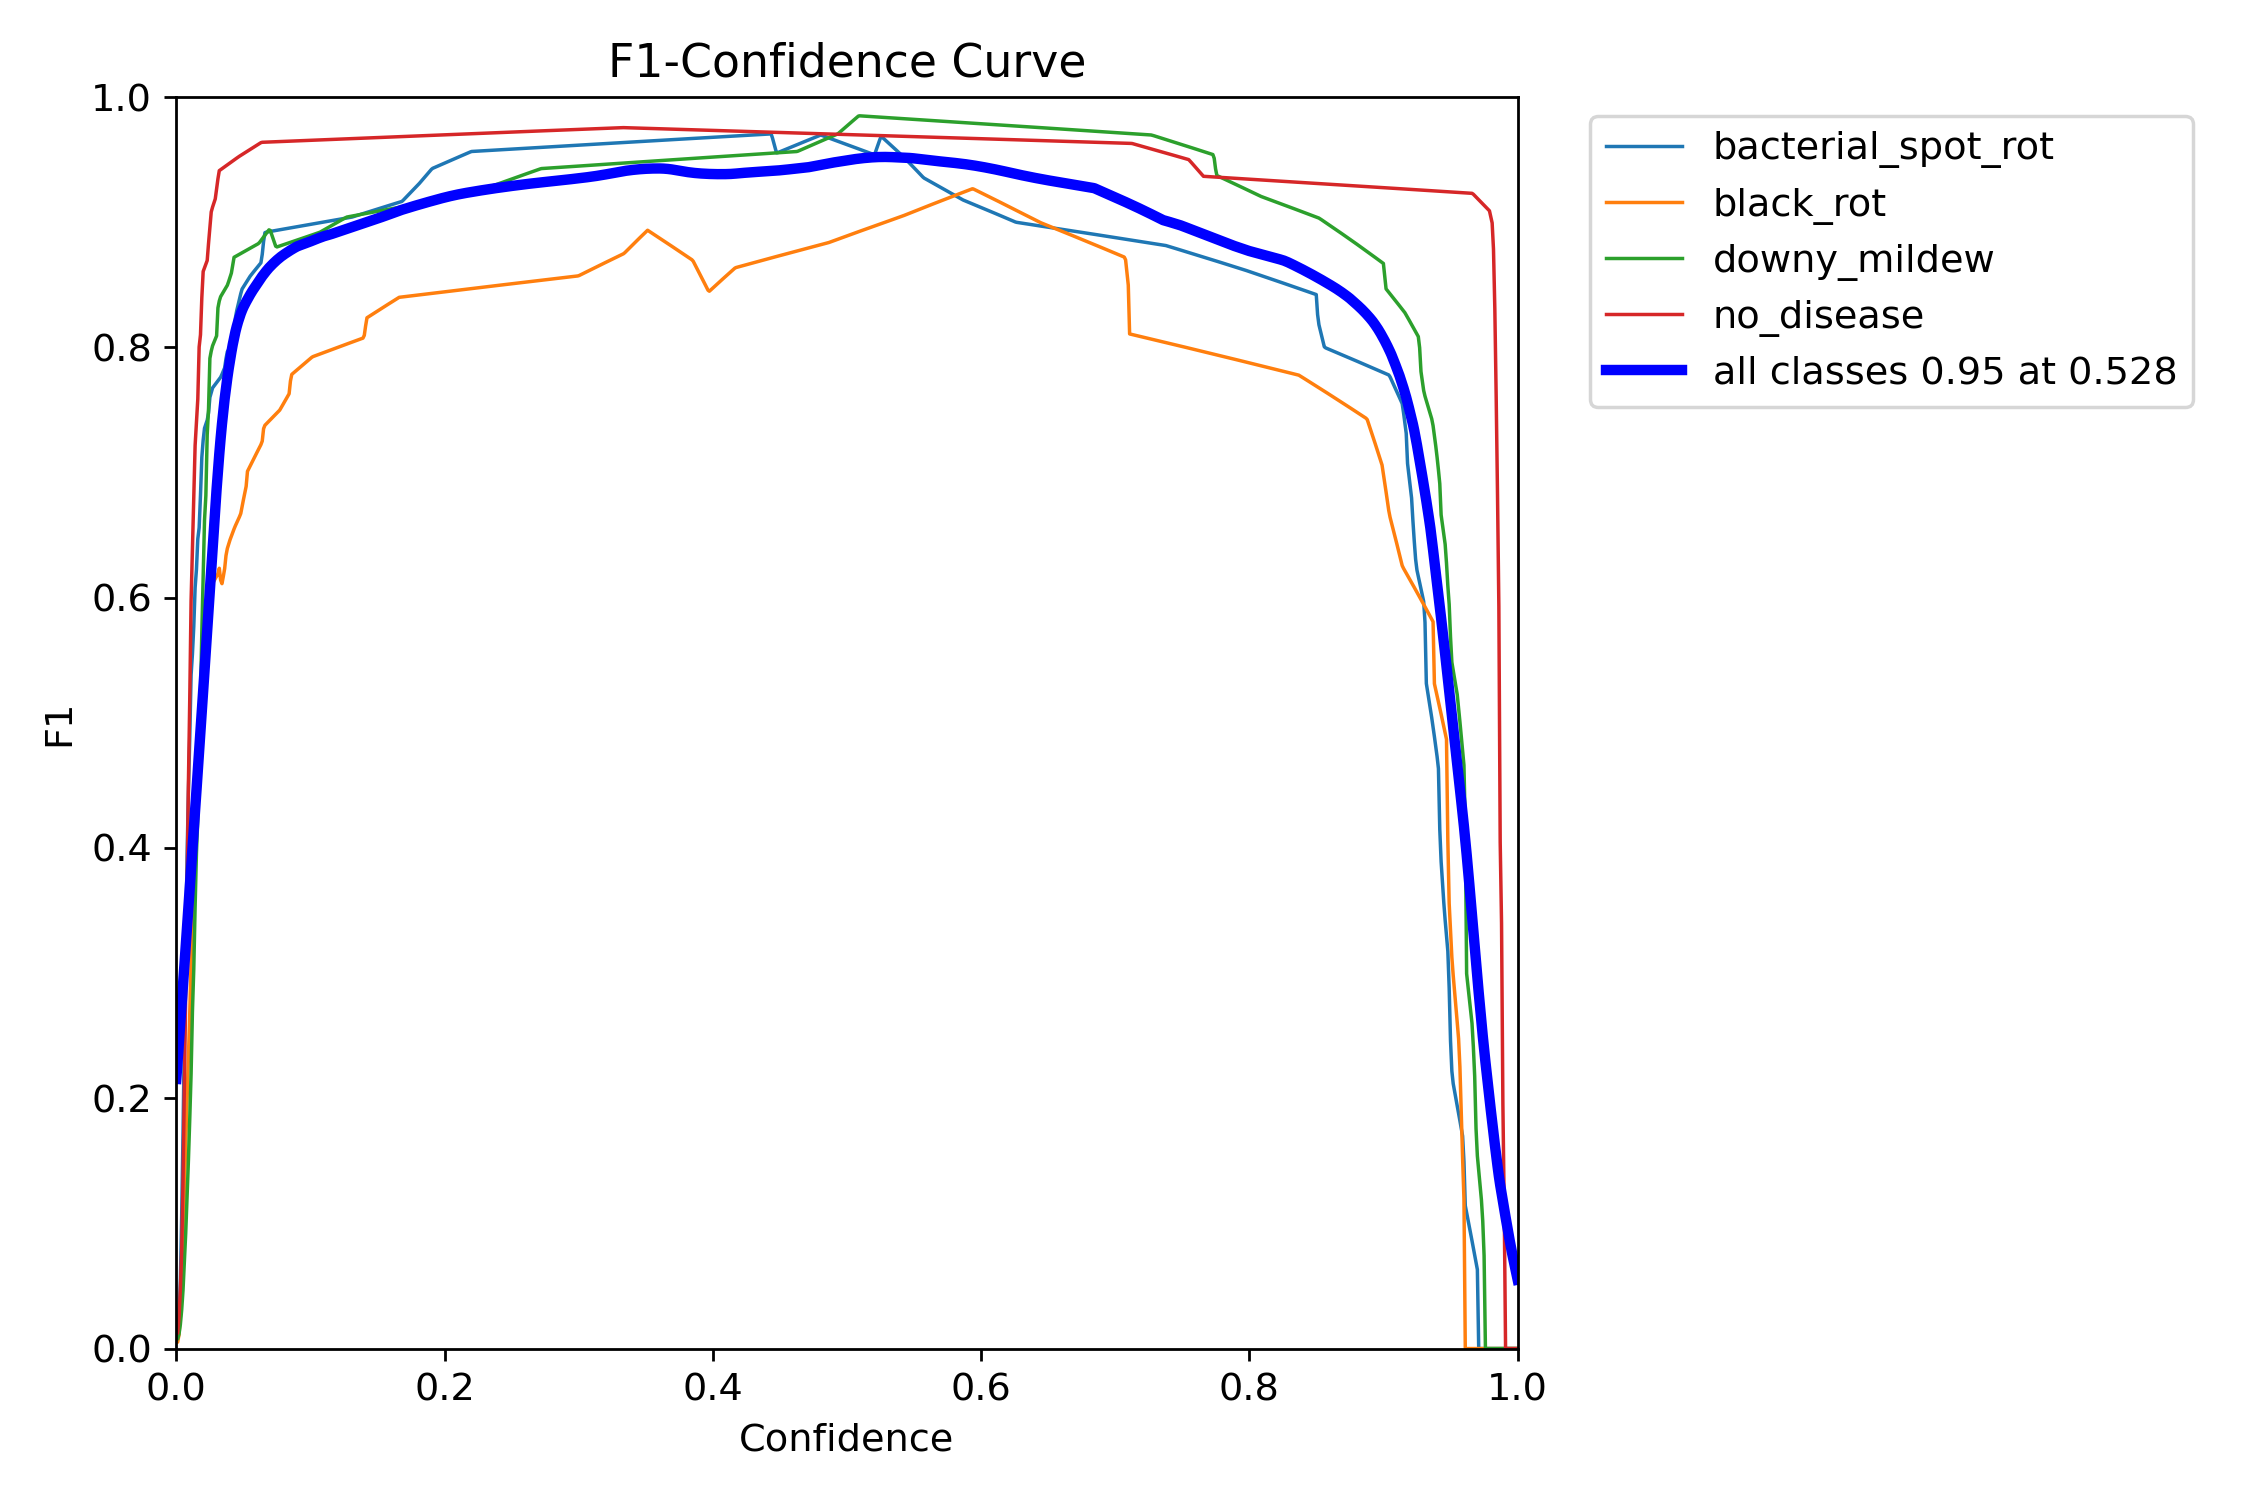 F1-Confidence Curve
1.0
0.8
0.6
0.4
0.2
0.0
F1
0.0 0.2 0.4 0.6 0.8 1.0
Confidence
bacterial_spot_rot
black_rot
downy_mildew
no_disease
all classes 0.95 at 0.528